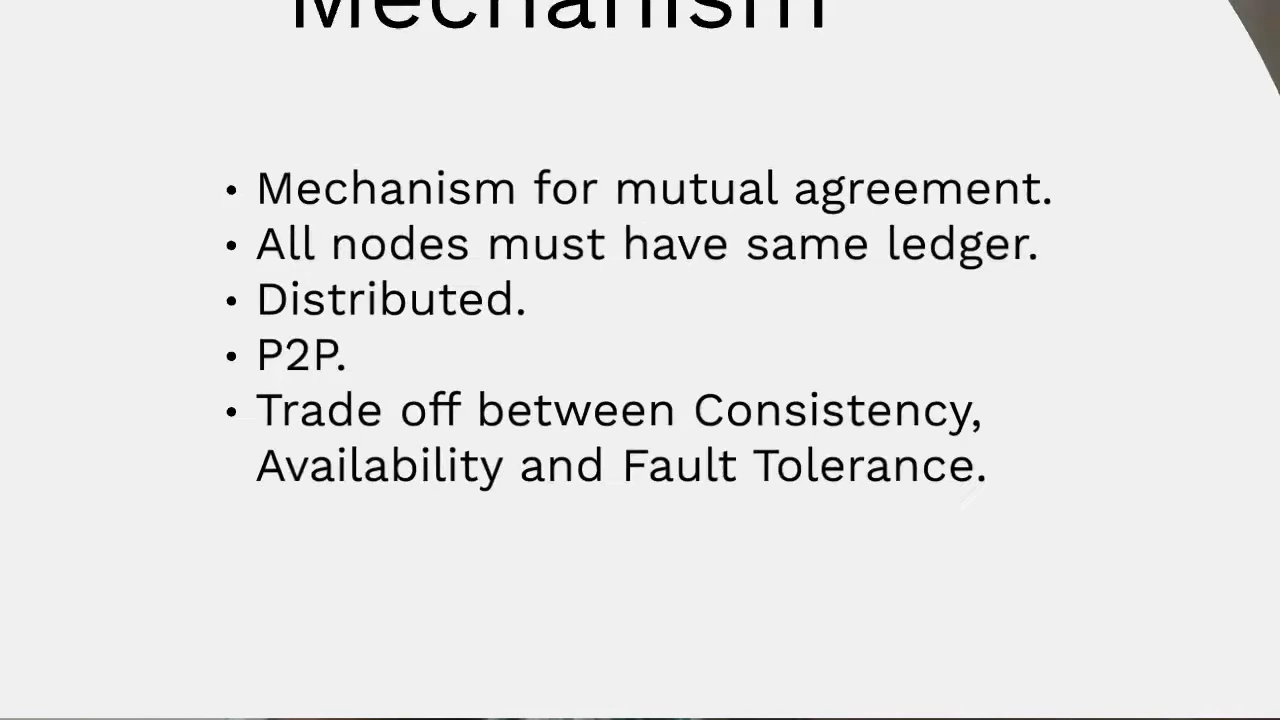 Mechanism
• Mechanism for mutual agreement.
• All nodes must have same ledger.
• Distributed.
• P2P.
• Trade off between Consistency,
Availability and Fault Tolerance.